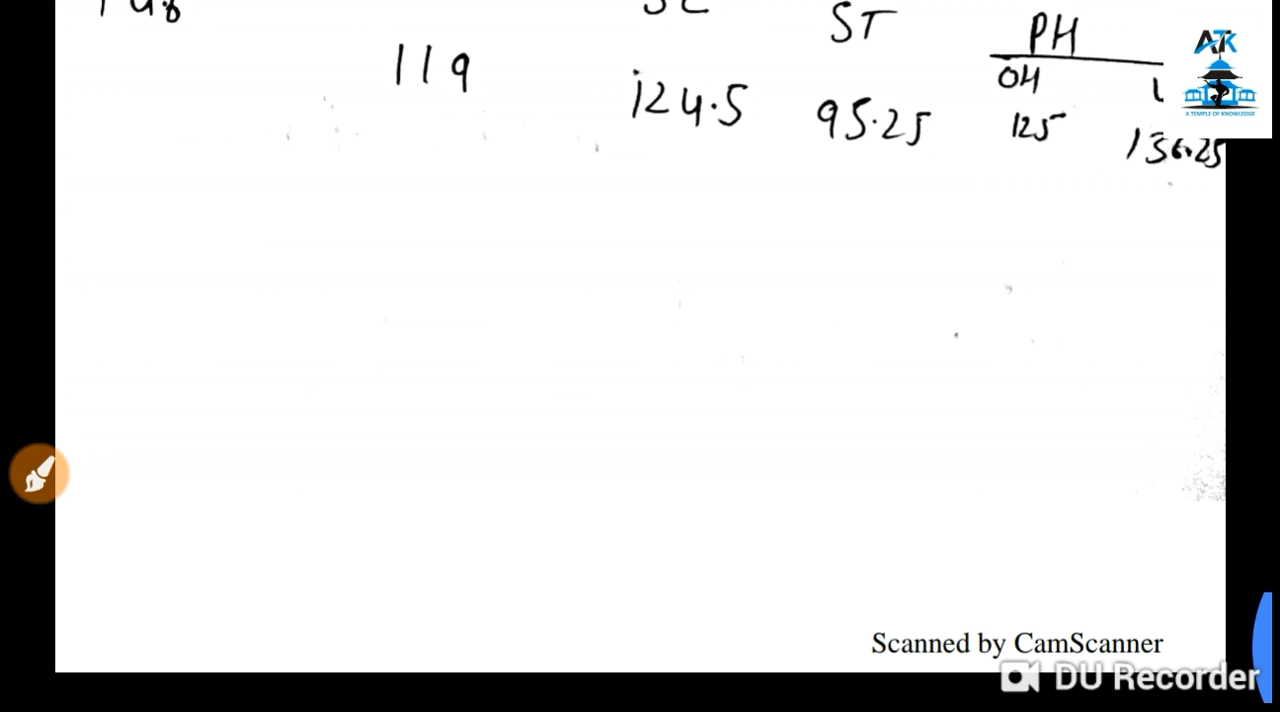 ST PH
119 124.5 95.25 OH
125
136.25
ATK
A TEMPLE OF KNOWLEDGE
Scanned by CamScanner
DU Recorder